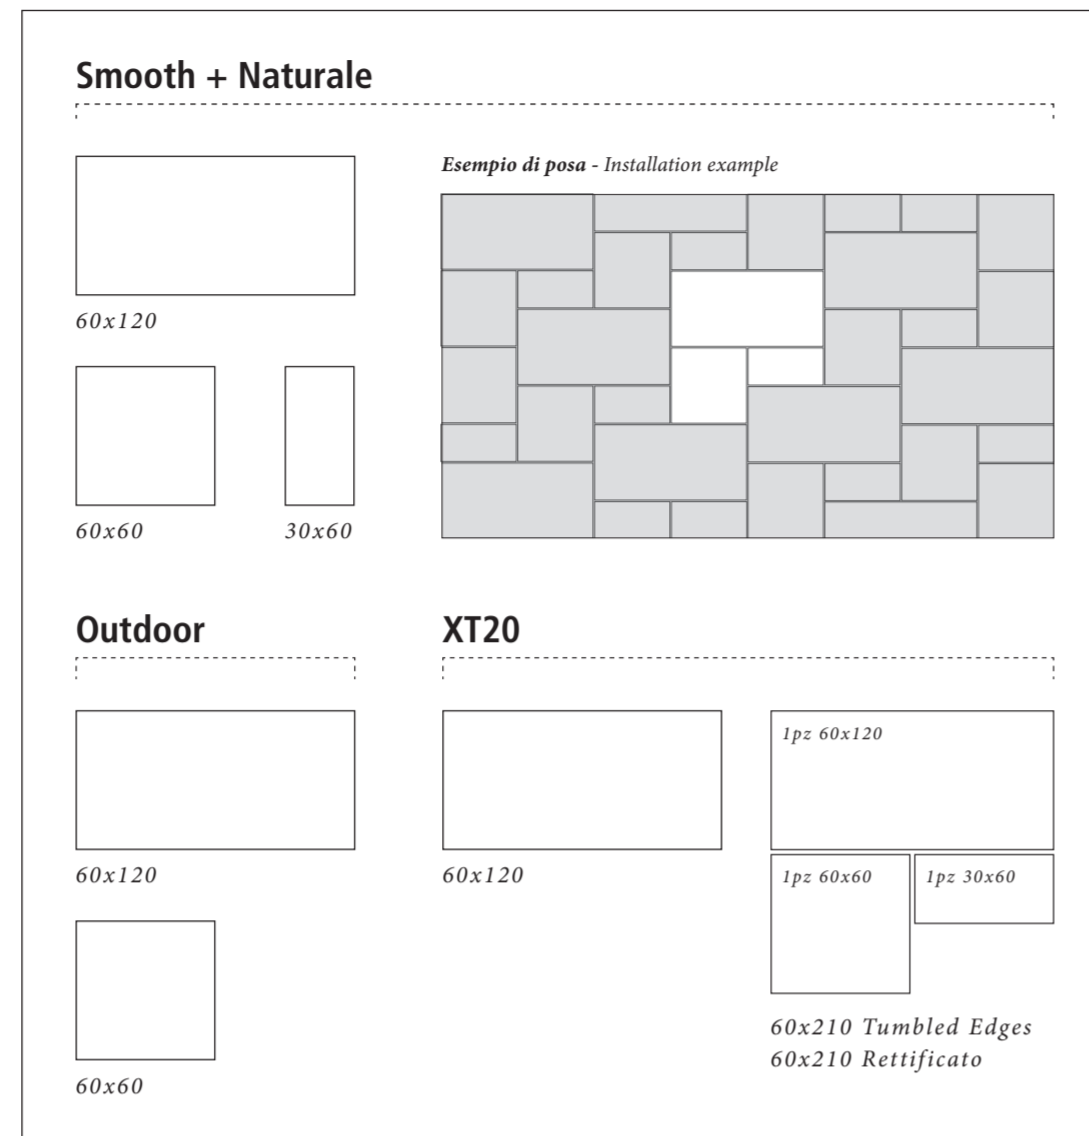 Smooth + Naturale
Esempio di posa - Installation example
60x120
60x60
30x60
Outdoor
60x120
60x60
XT20
60x120
1pz 60x120
1pz 60x60
1pz 30x60
60x210 Tumbled Edges
60x210 Rettificato